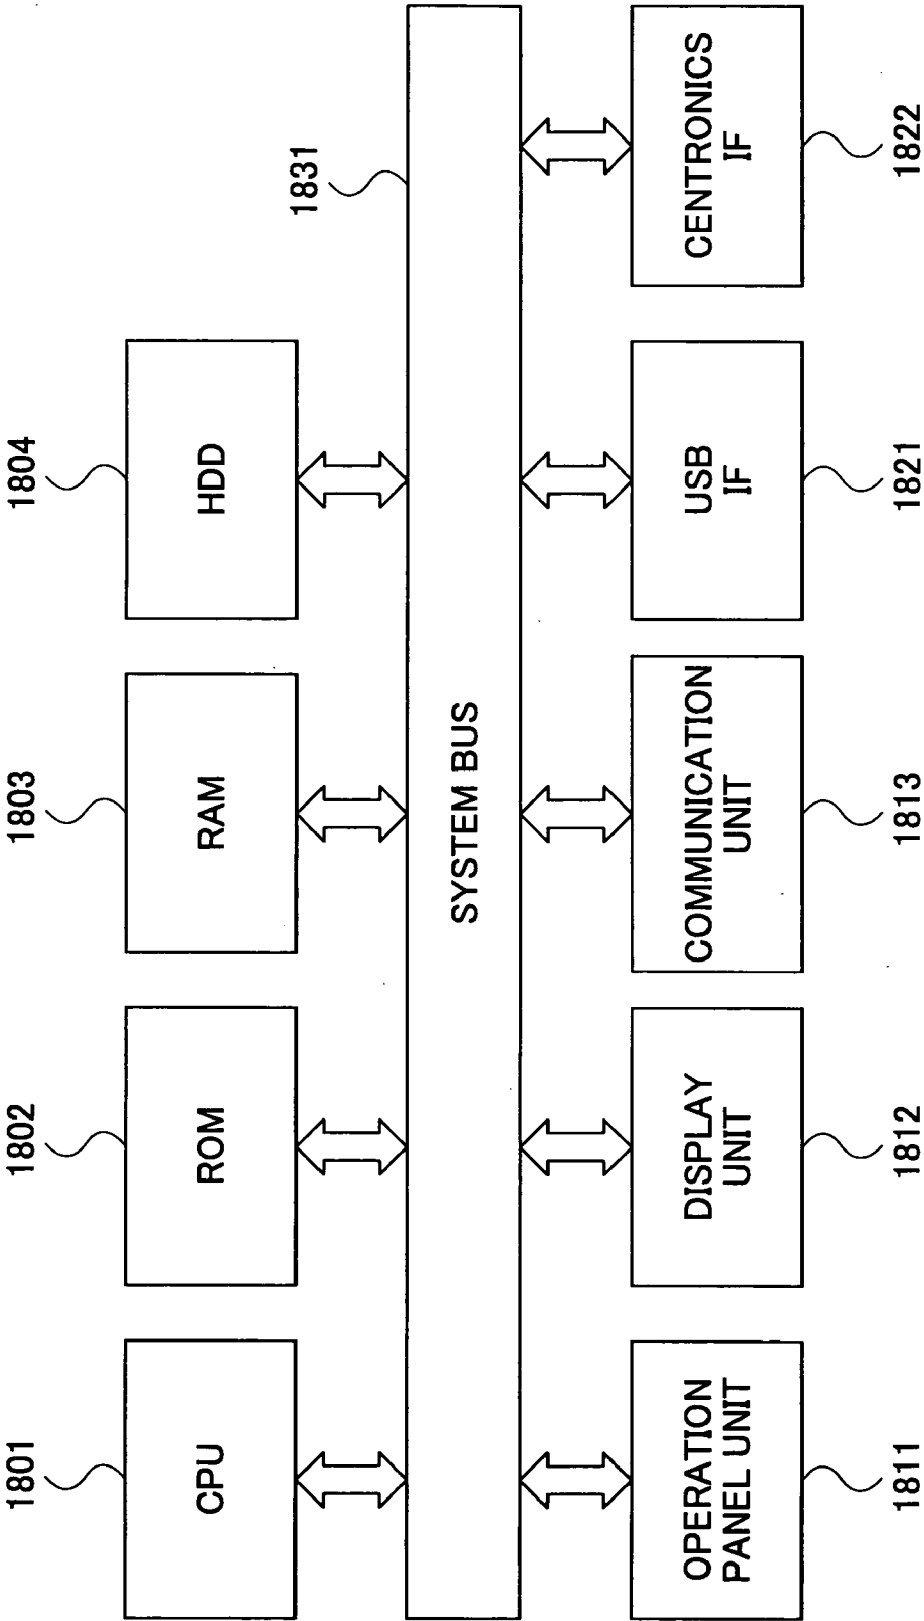 1801
1802
1803
1804
CPU
ROM
RAM
HDD
1831
SYSTEM BUS
OPERATION
PANEL UNIT
DISPLAY
UNIT
COMMUNICATION
UNIT
USB
IF
CENTRONICS
IF
1811
1812
1813
1821
1822